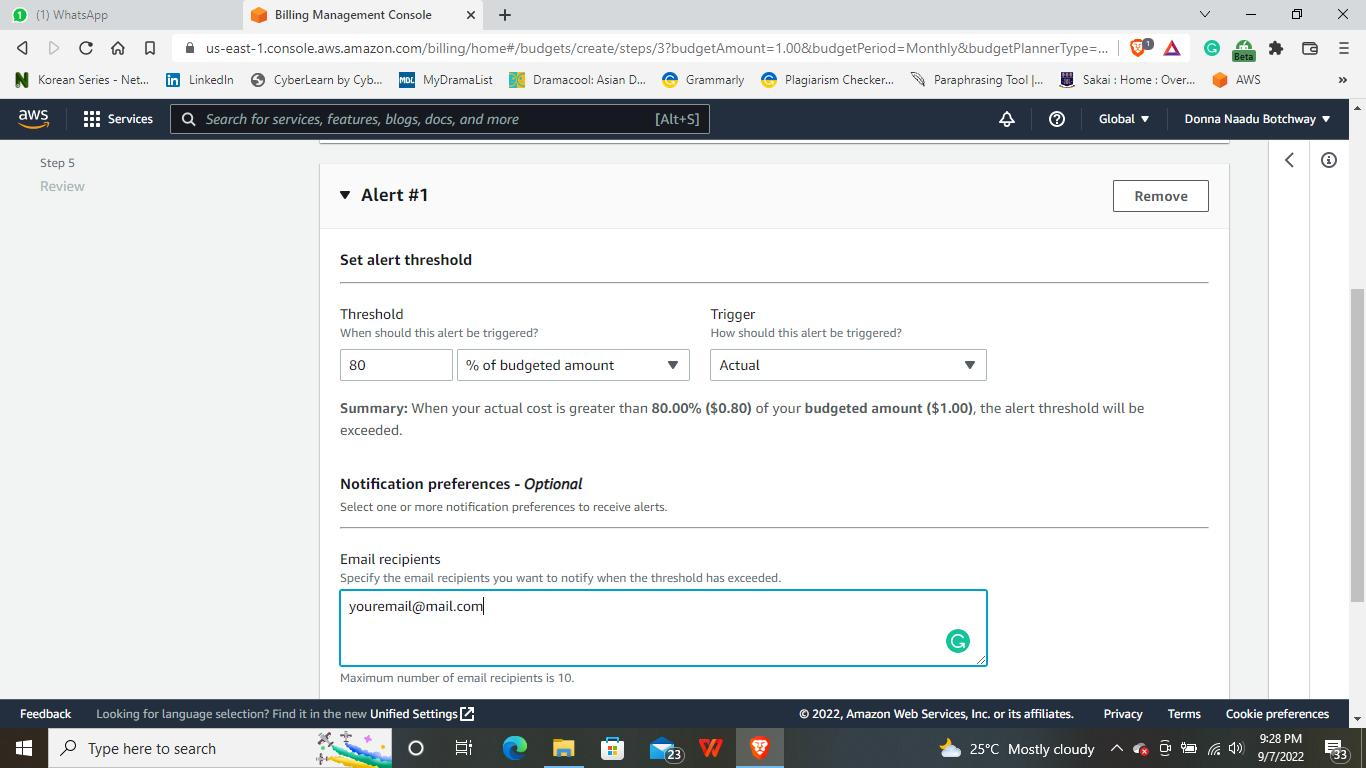 (1) WhatsApp
Billing Management Console
us-east-1.console.aws.amazon.com/billing/home#/budgets/create/steps/3?budgetAmount=1.00&budgetPeriod=Monthly&budgetPlannerType=...
1
Beta
Korean Series - Net...
LinkedIn
CyberLearn by Cyb...
MDL
MyDramaList
Dramacool: Asian D...
Grammarly
Plagiarism Checker...
Paraphrasing Tool |...
Sakai : Home : Over...
AWS
»
aws
Services
Search for services, features, blogs, docs, and more
[Alt+S]
Global
Donna Naadu Botchway
Step 5
Review
Alert #1
Remove
Set alert threshold
Threshold
When should this alert be triggered?
80
% of budgeted amount
Trigger
How should this alert be triggered?
Actual
Summary: When your actual cost is greater than 80.00% ($0.80) of your budgeted amount ($1.00), the alert threshold will be
exceeded.
Notification preferences - Optional
Select one or more notification preferences to receive alerts.
Email recipients
Specify the email recipients you want to notify when the threshold has exceeded.
youremail@mail.com
Maximum number of email recipients is 10.
Feedback
Looking for language selection? Find it in the new Unified Settings
© 2022, Amazon Web Services, Inc. or its affiliates.
Privacy
Terms
Cookie preferences
Type here to search
23
25°C Mostly cloudy
9:28 PM
9/7/2022
33